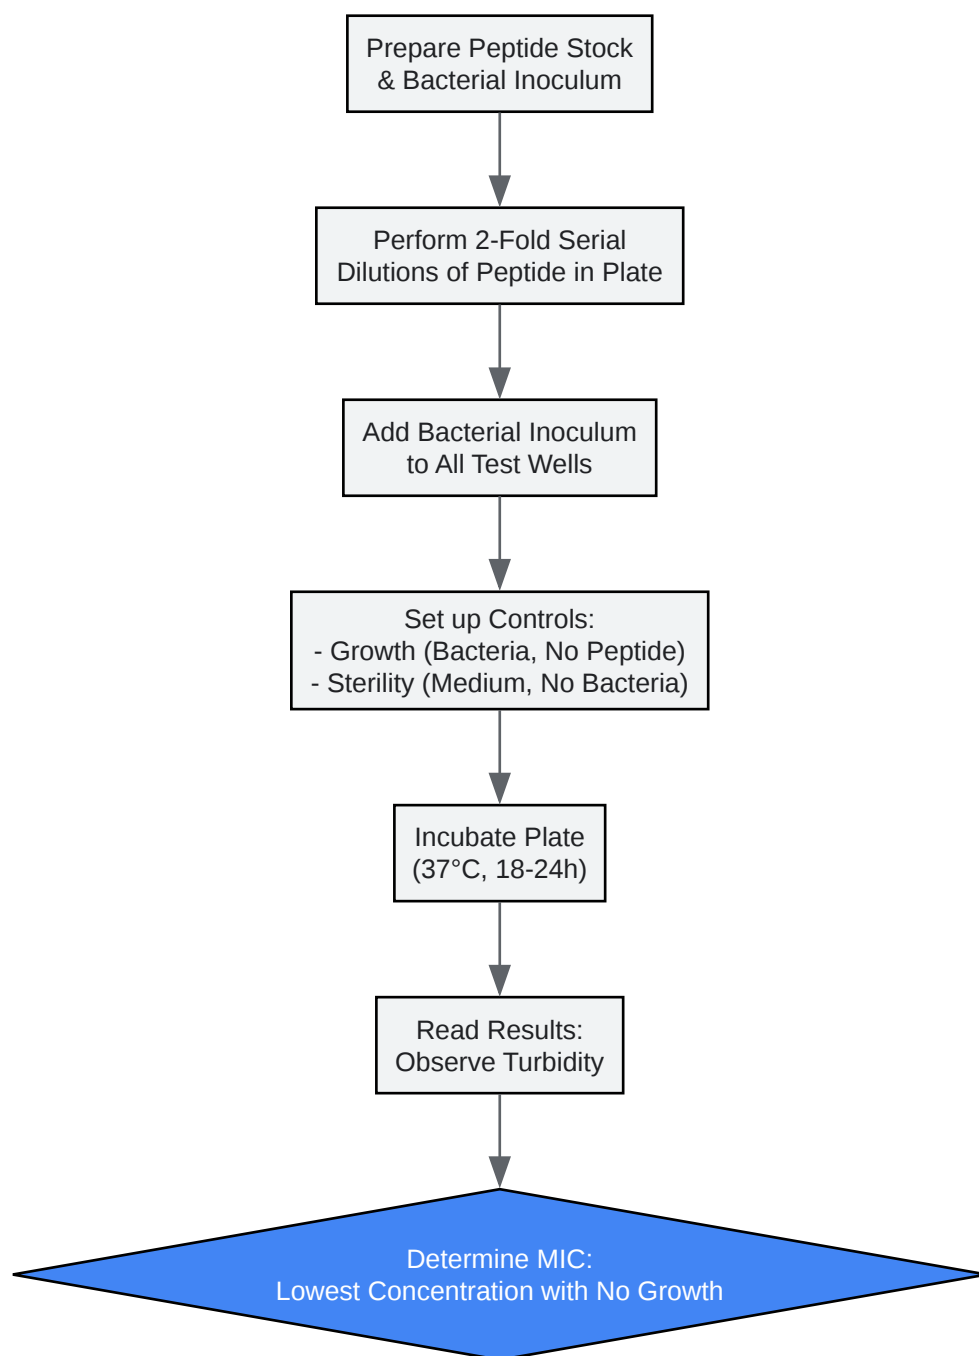 Prepare Peptide Stock
& Bacterial Inoculum
Perform 2-Fold Serial
Dilutions of Peptide in Plate
Add Bacterial Inoculum
to All Test Wells
Set up Controls:
- Growth (Bacteria, No Peptide)
- Sterility (Medium, No Bacteria)
Incubate Plate
(37°C, 18-24h)
Read Results:
Observe Turbidity
Determine MIC:
Lowest Concentration with No Growth